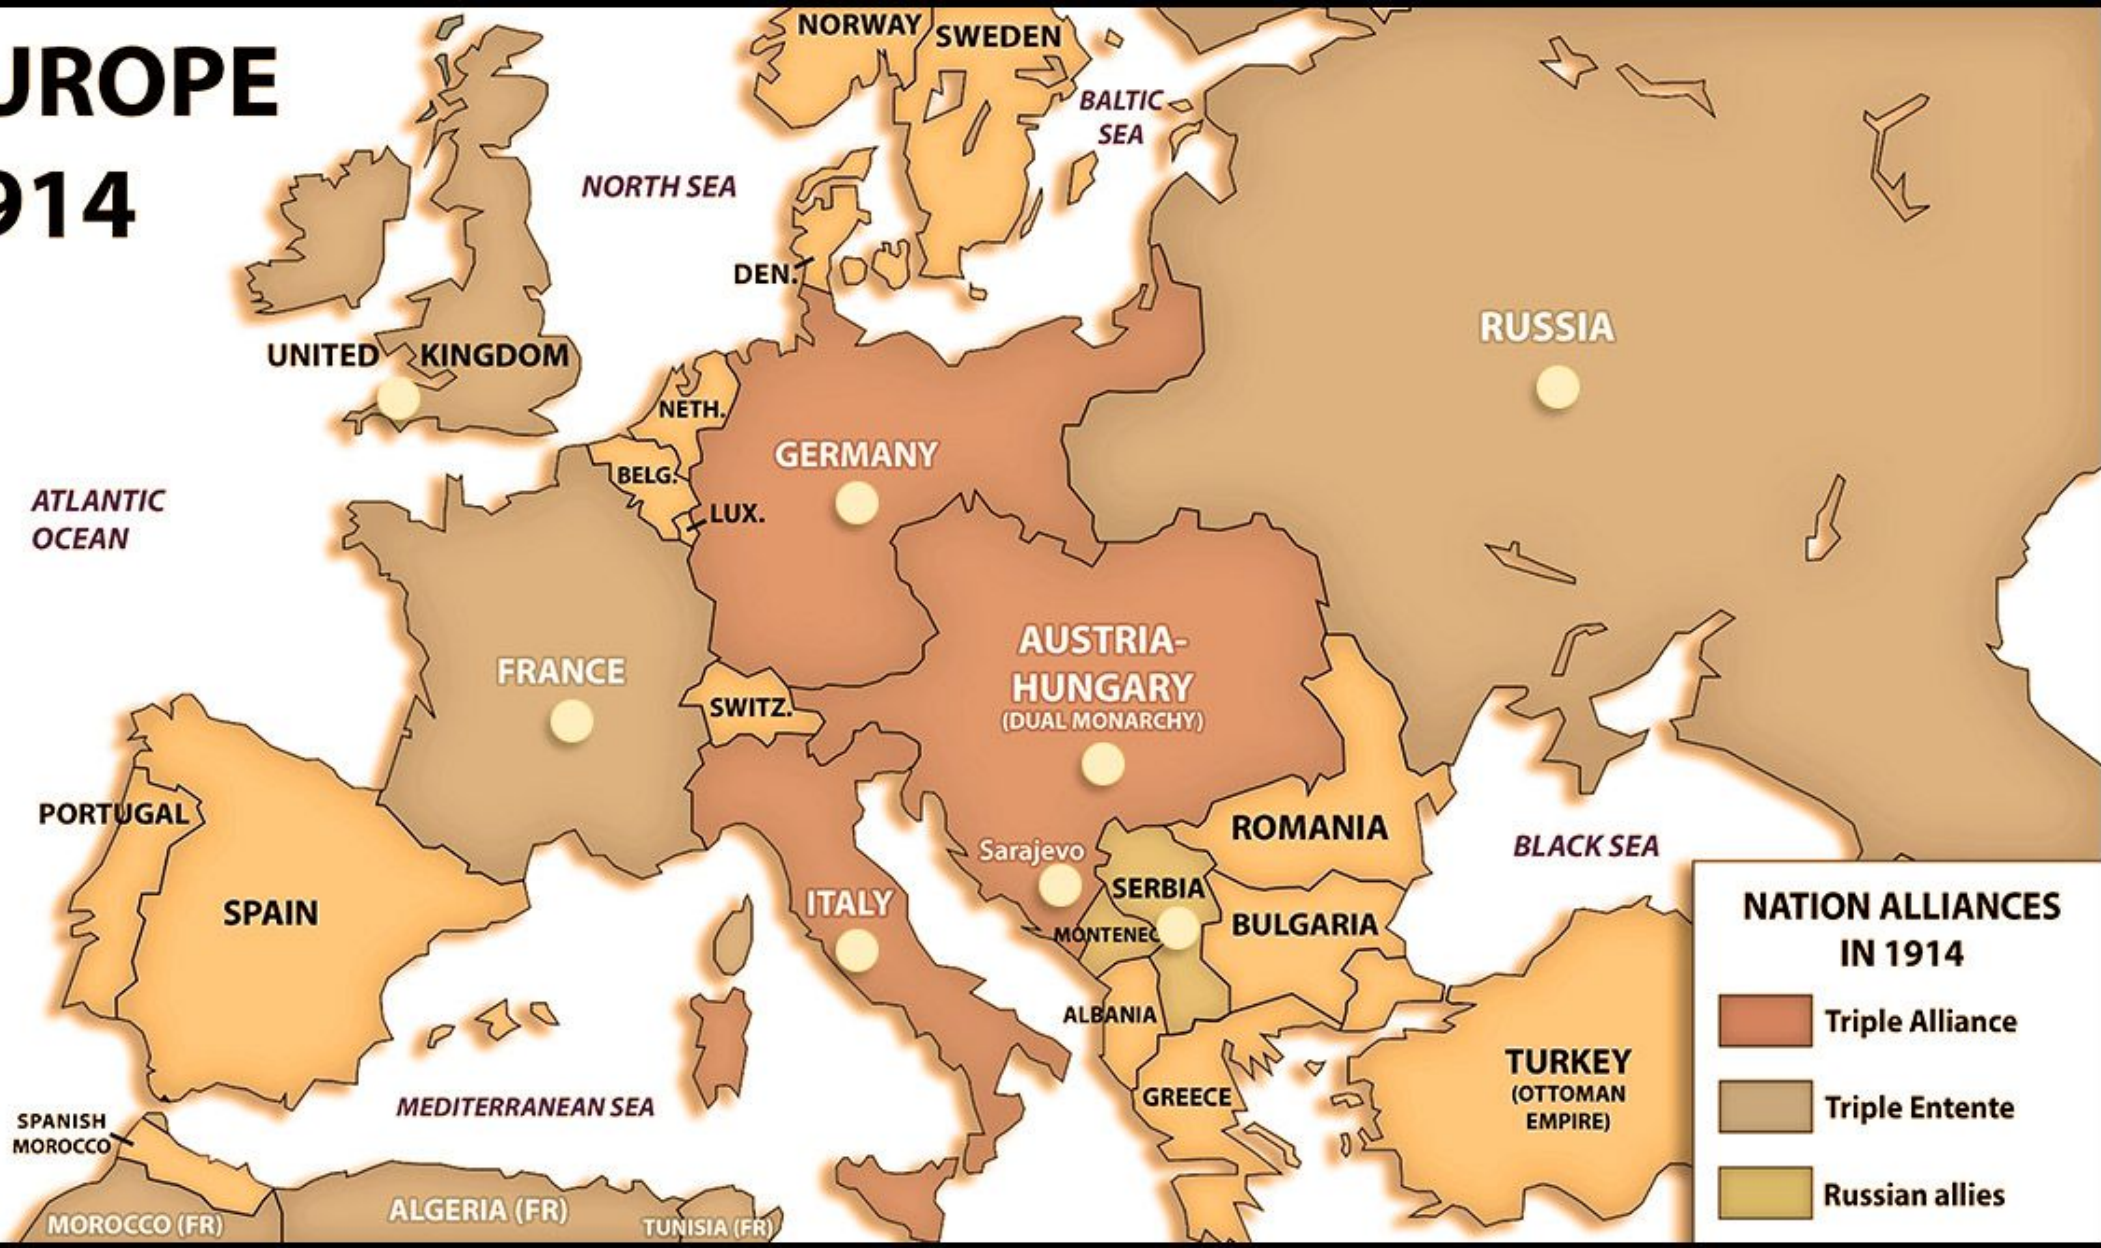 UROPE
914
NORWAY
SWEDEN
BALTIC
SEA
NORTH SEA
DEN.
UNITED KINGDOM
RUSSIA
NETH.
GERMANY
BELG.
LUX.
ATLANTIC
OCEAN
AUSTRIA-
HUNGARY
(DUAL MONARCHY)
FRANCE
SWITZ.
PORTUGAL
SPAIN
ROMANIA
BLACK SEA
Sarajevo
SERBIA
ITALY
BULGARIA
MONTENEG
ALBANIA
GREECE
TURKEY
(OTTOMAN
EMPIRE)
MEDITERRANEAN SEA
SPANISH
MOROCCO
MOROCCO (FR)
ALGERIA (FR)
TUNISIA (FR)
NATION ALLIANCES
IN 1914
Triple Alliance
Triple Entente
Russian allies